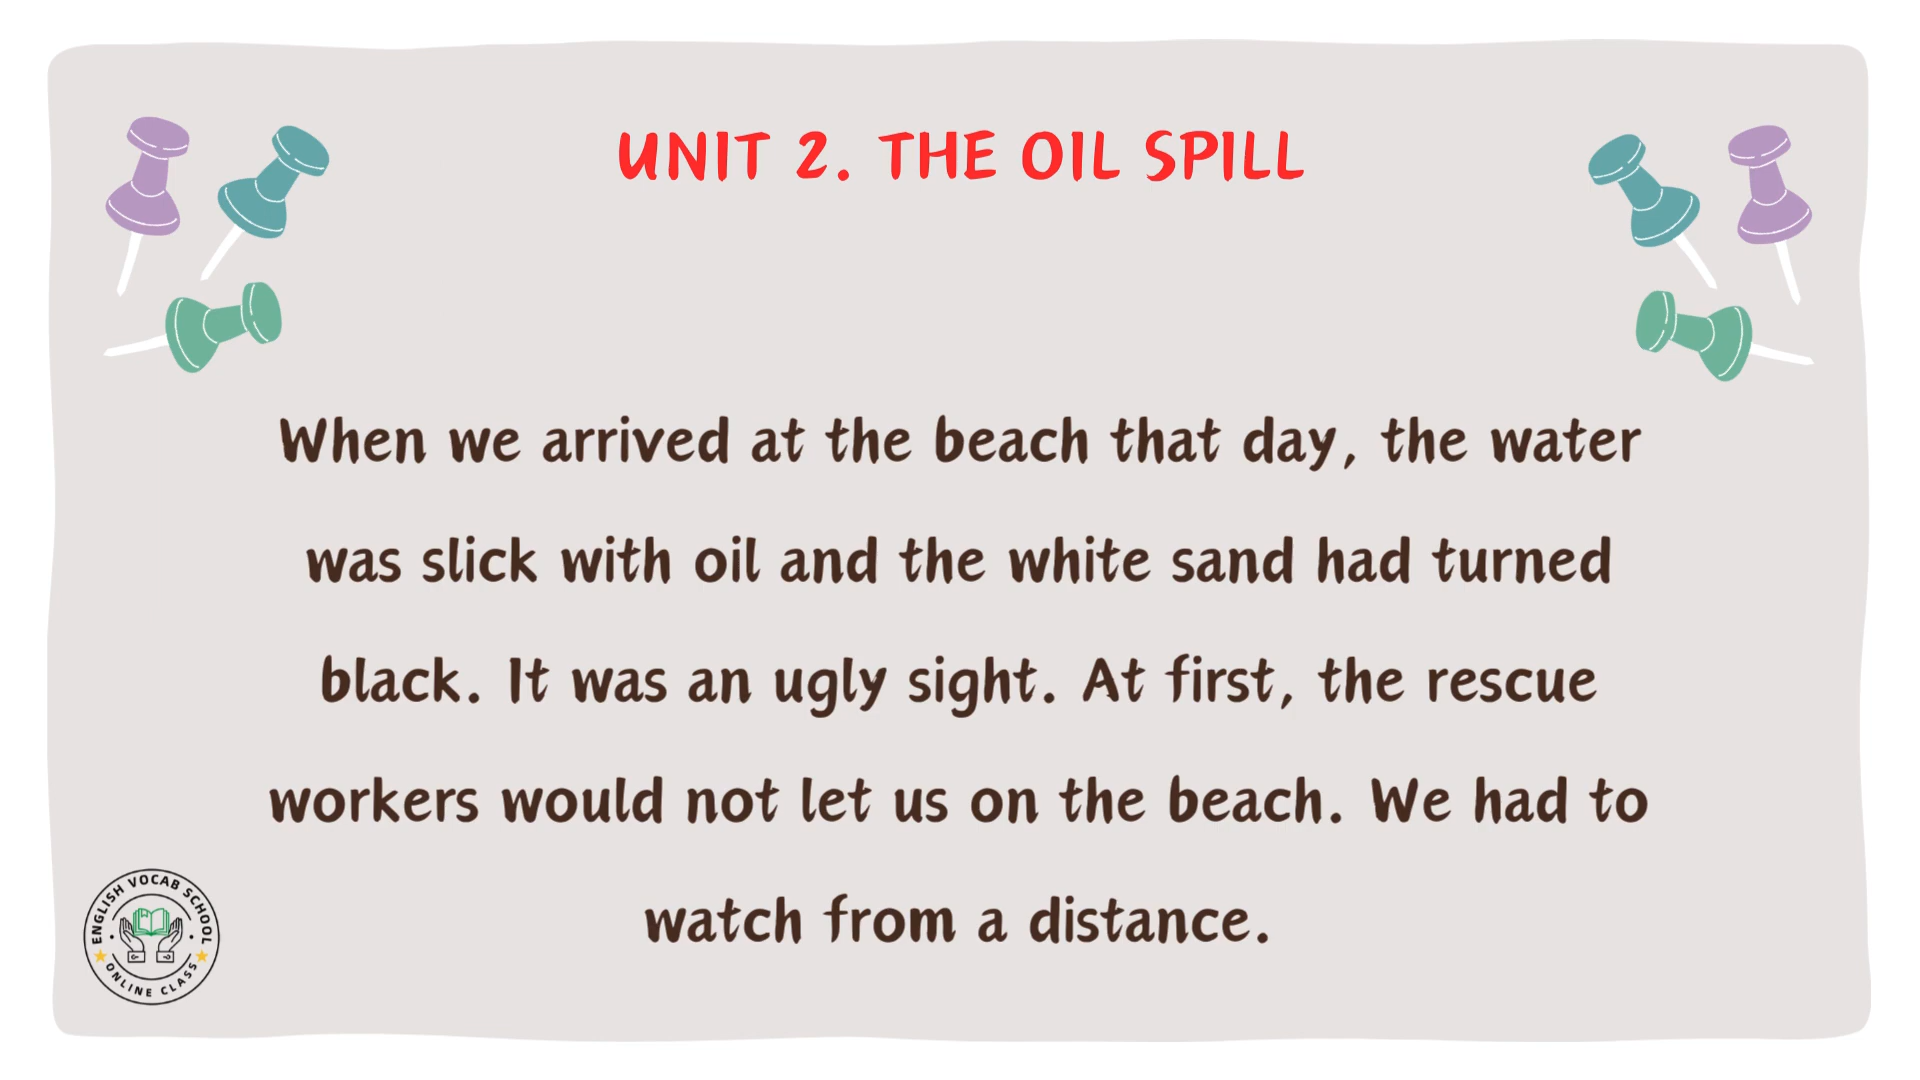 UNIT 2. THE OIL SPILL
When we arrived at the beach that day, the water
was slick with oil and the white sand had turned
black. It was an ugly sight. At first, the rescue
workers would not let us on the beach. We had to
watch from a distance.
ENGLISH VOCAB SCHOOL
ONLINE CLASS